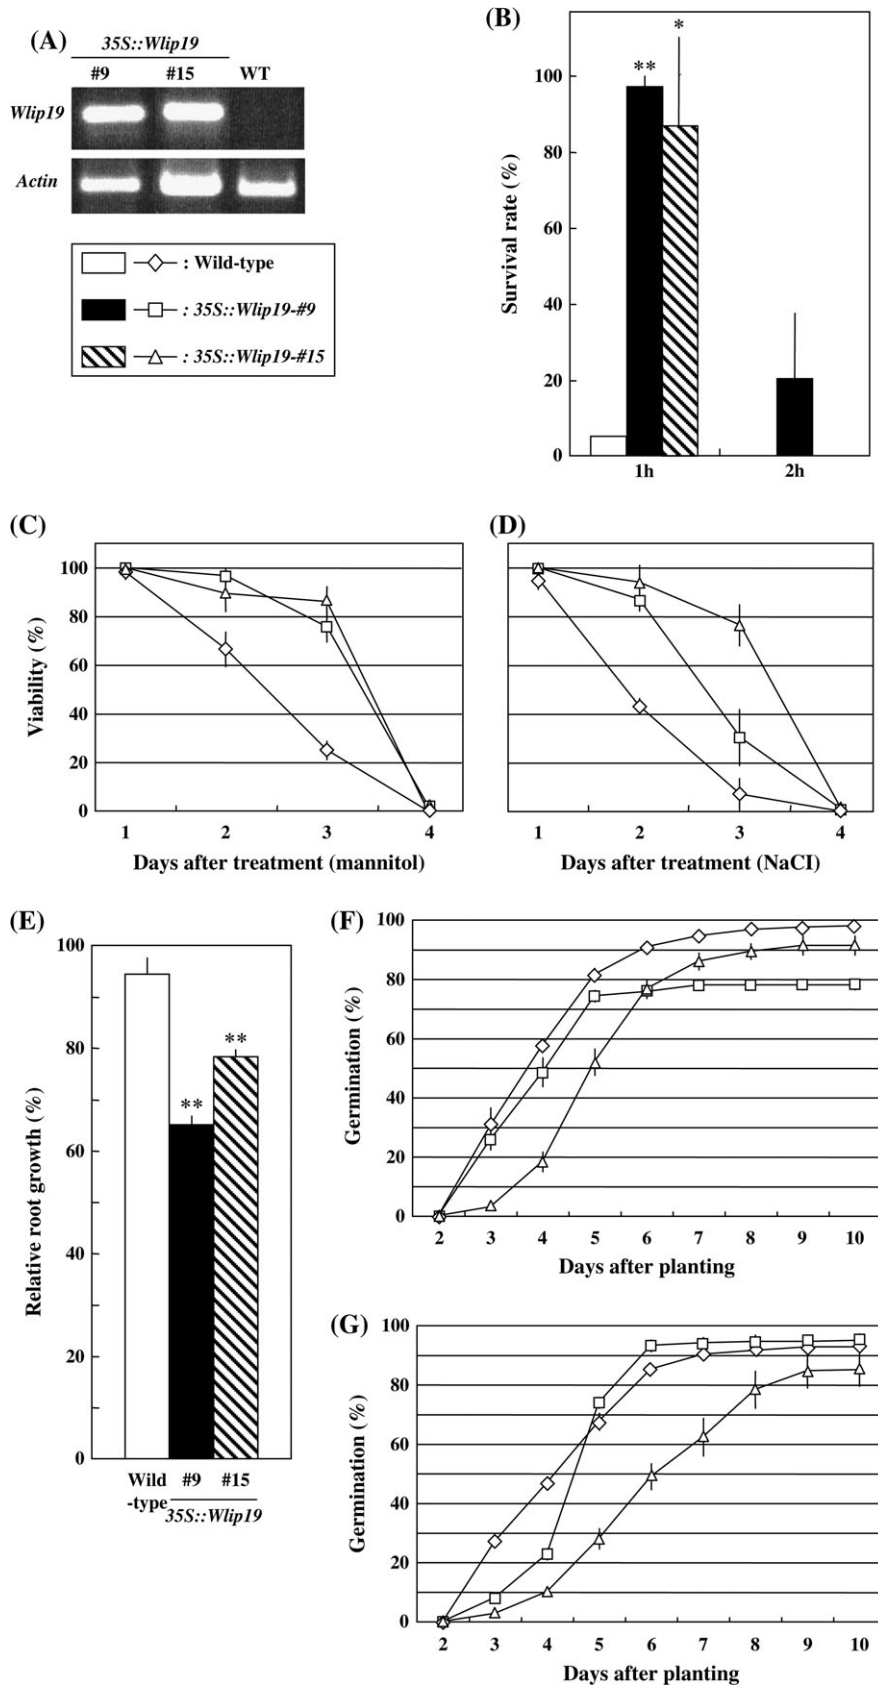 (A)
35S::Wlip19
#9 #15 WT
Wlip19
Actin
: Wild-type
: 35S::Wlip19-#9
: 35S::Wlip19-#15
(B)
Survival rate (%)
100
80
60
40
20
0
**
*
1h 2h
(C)
Viability (%)
100
80
60
40
20
0
1 2 3 4
Days after treatment (mannitol)
(D)
1 2 3 4
Days after treatment (NaCI)
(E)
Relative root growth (%)
100
80
60
40
20
0
**
**
Wild
-type
#9 #15
35S::Wlip19
(F)
Germination (%)
100
80
60
40
20
0
2 3 4 5 6 7 8 9 10
Days after planting
(G)
Germination (%)
100
80
60
40
20
0
2 3 4 5 6 7 8 9 10
Days after planting